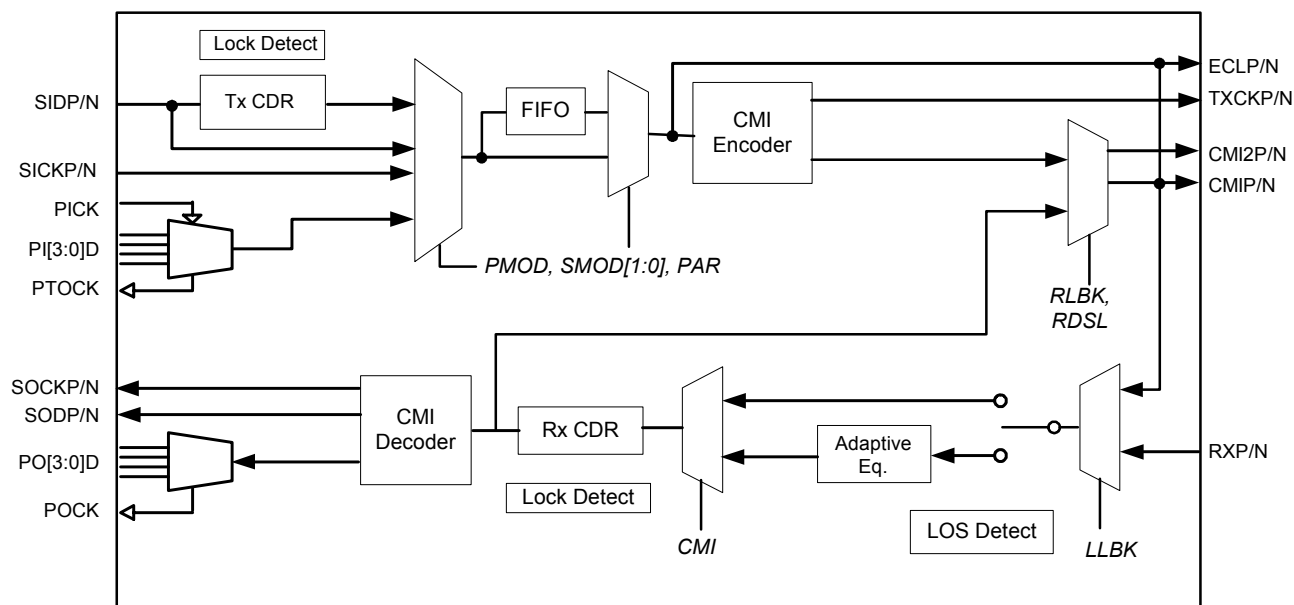 Lock Detect
SIDP/N
Tx CDR
FIFO
CMI
Encoder
ECLP/N
TXCKP/N
CMI2P/N
CMIP/N
SICKP/N
PICK
PI[3:0]D
PTOCK
PMOD, SMOD[1:0], PAR
RLBK,
RDSL
SOCKP/N
SODP/N
PO[3:0]D
POCK
CMI
Decoder
Rx CDR
Lock Detect
CMI
Adaptive
Eq.
LOS Detect
LLBK
RXP/N